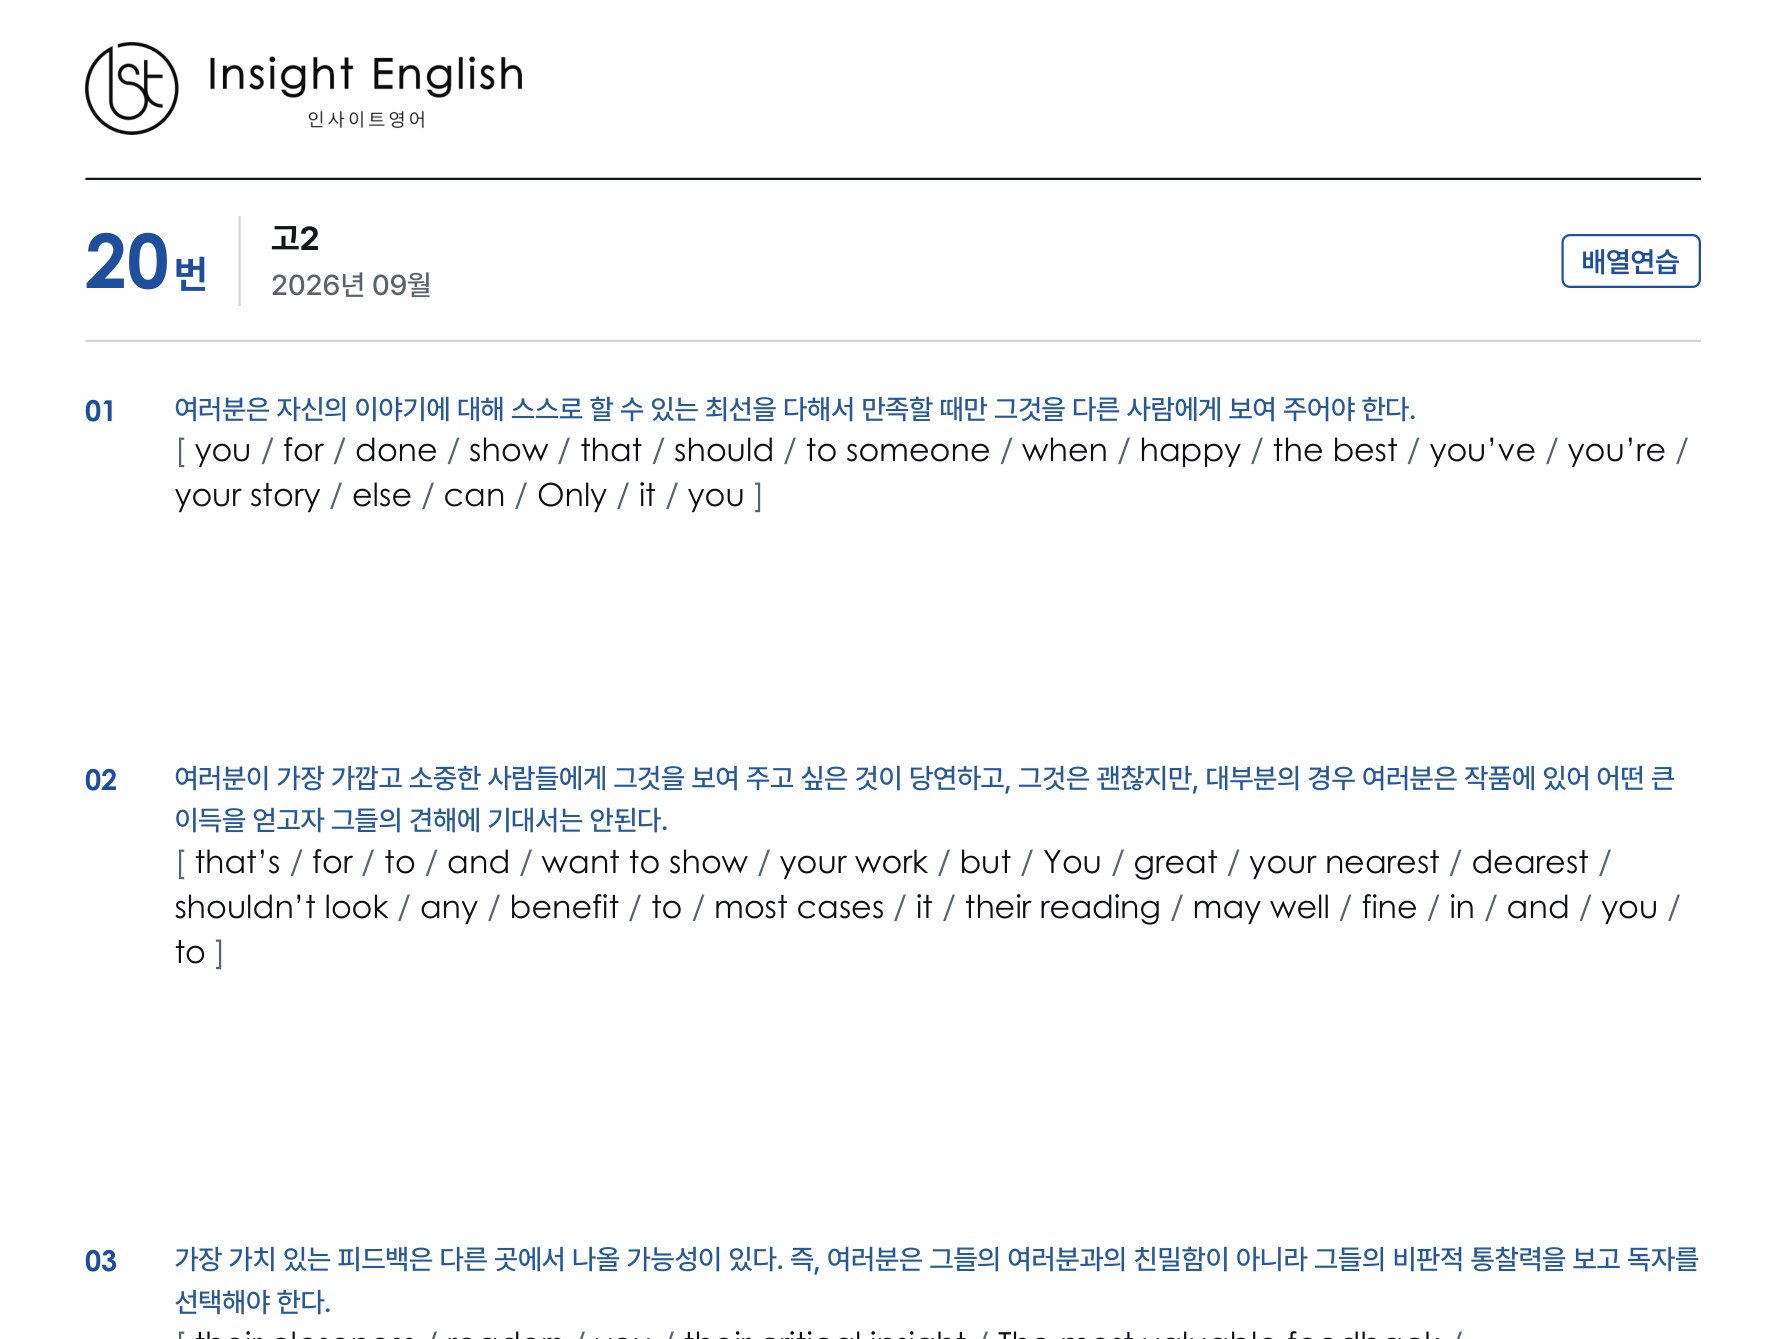 Insight English
인사이트영어
20번
고2
2026년 09월
배열연습
01 여러분은 자신의 이야기에 대해 스스로 할 수 있는 최선을 다해서 만족할 때만 그것을 다른 사람에게 보여 주어야 한다.
[ you / for / done / show / that / should / to someone / when / happy / the best / you’ve / you’re /
your story / else / can / Only / it / you ]
02 여러분이 가장 가깝고 소중한 사람들에게 그것을 보여 주고 싶은 것이 당연하고, 그것은 괜찮지만, 대부분의 경우 여러분은 작품에 있어 어떤 큰
이득을 얻고자 그들의 견해에 기대서는 안된다.
[ that’s / for / to / and / want to show / your work / but / You / great / your nearest / dearest /
shouldn’t look / any / benefit / to / most cases / it / their reading / may well / fine / in / and / you /
to ]
03 가장 가치 있는 피드백은 다른 곳에서 나올 가능성이 있다. 즉, 여러분은 그들의 여러분과의 친밀함이 아니라 그들의 비판적 통찰력을 보고 독자를
선택해야 한다.
[ their closeness / readers / you / their critical insight / The most valuable feedback /